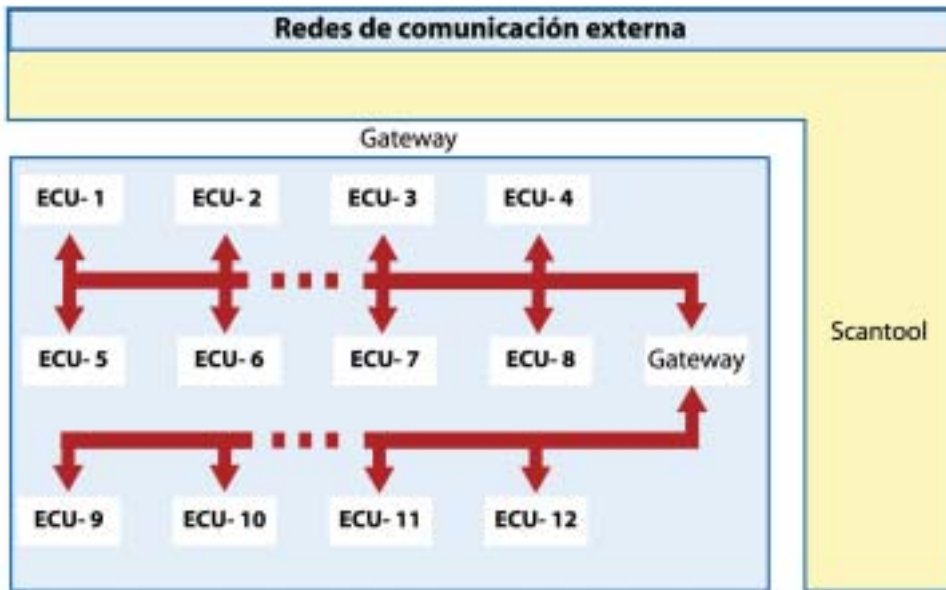 Redes de comunicación externa
Gateway
ECU- 1 ECU- 2 ECU- 3 ECU- 4
ECU- 5 ECU- 6 ECU- 7 ECU- 8 Gateway
Scantool
ECU- 9 ECU- 10 ECU- 11 ECU- 12